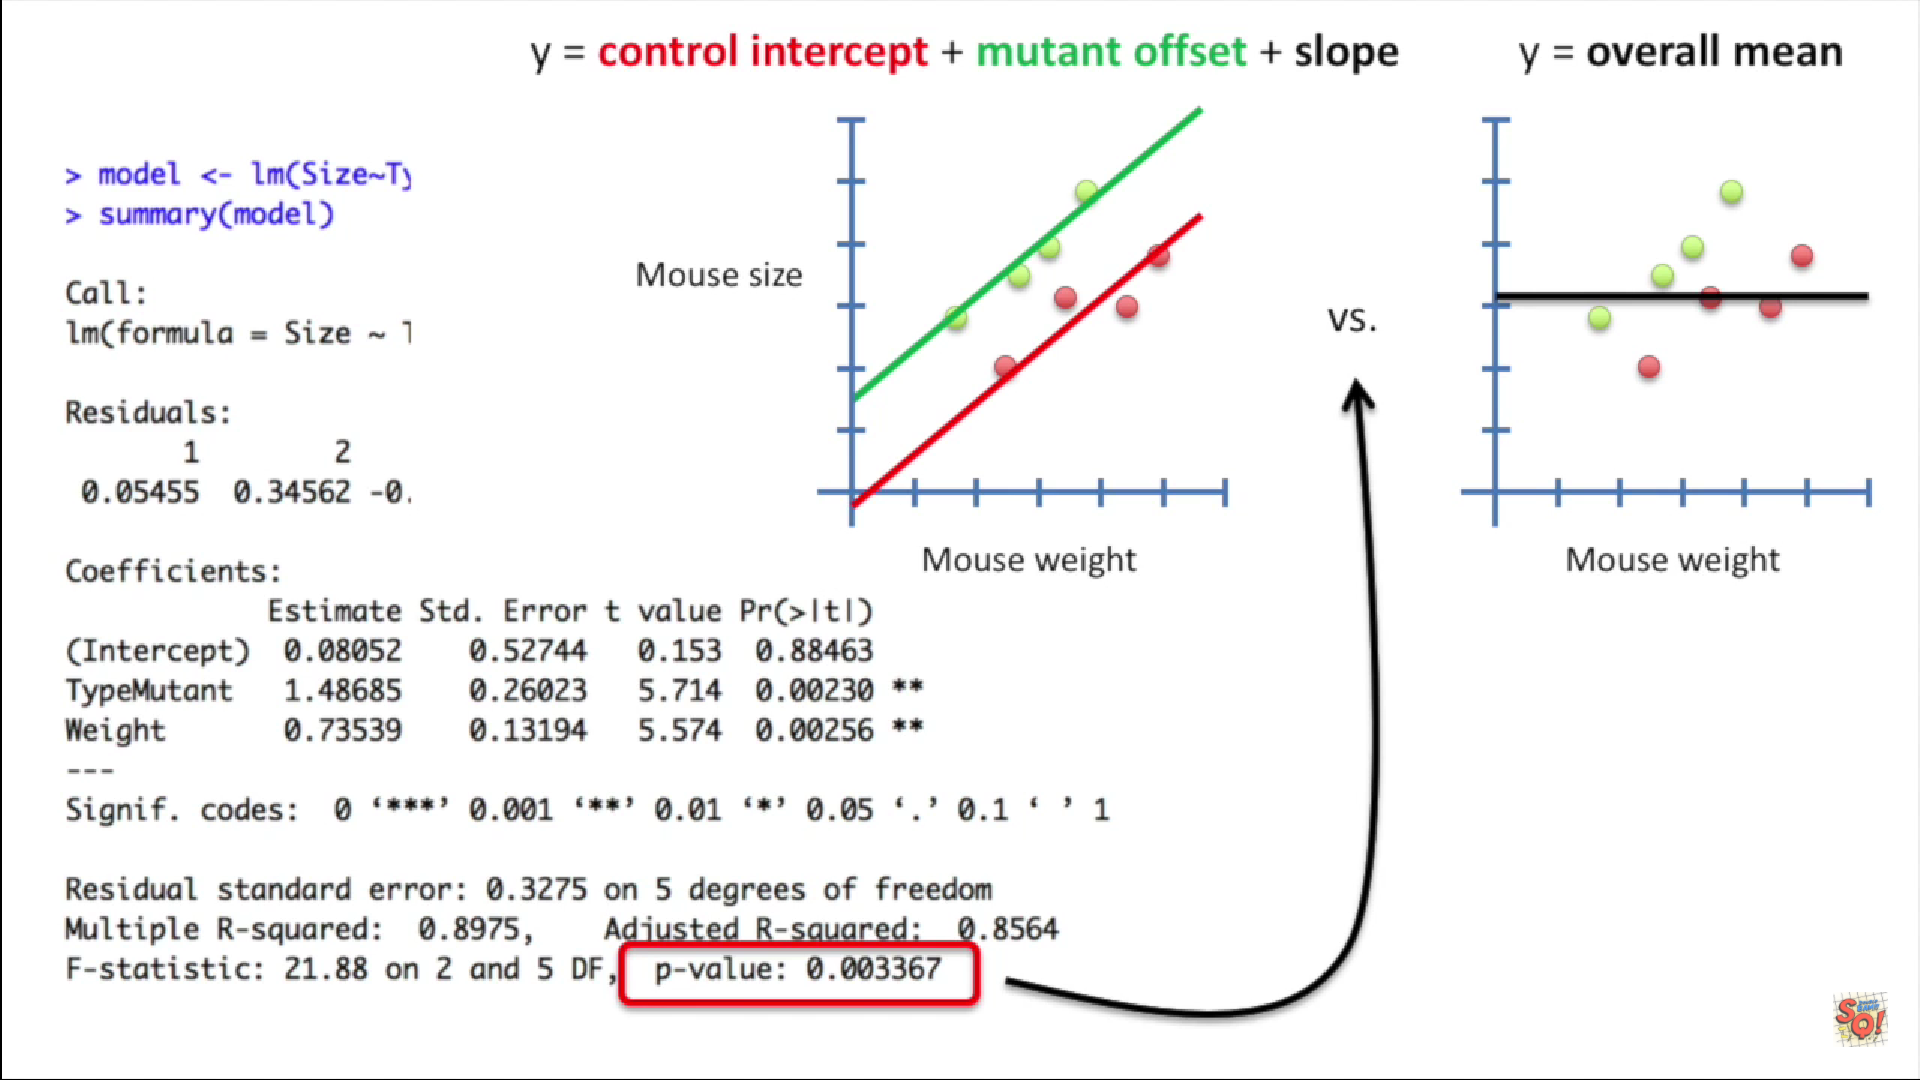 y = control intercept + mutant offset + slope
y = overall mean
> model <- lm(Size~Ty
> summary(model)
Call:
lm(formula = Size ~
Residuals:
1 2
0.05455 0.34562 -0.
Mouse size
vs.
Mouse weight
Mouse weight
Coefficients:
Estimate Std. Error t value Pr(>|t|)
(Intercept) 0.08052 0.52744 0.153 0.88463
TypeMutant 1.48685 0.26023 5.714 0.00230 **
Weight 0.73539 0.13194 5.574 0.00256 **
---
Signif. codes: 0 ‘***’ 0.001 ‘**’ 0.01 ‘*’ 0.05 ‘.’ 0.1 ‘ ’ 1
Residual standard error: 0.3275 on 5 degrees of freedom
Multiple R-squared: 0.8975, Adjusted R-squared: 0.8564
F-statistic: 21.88 on 2 and 5 DF, p-value: 0.003367
SQ!